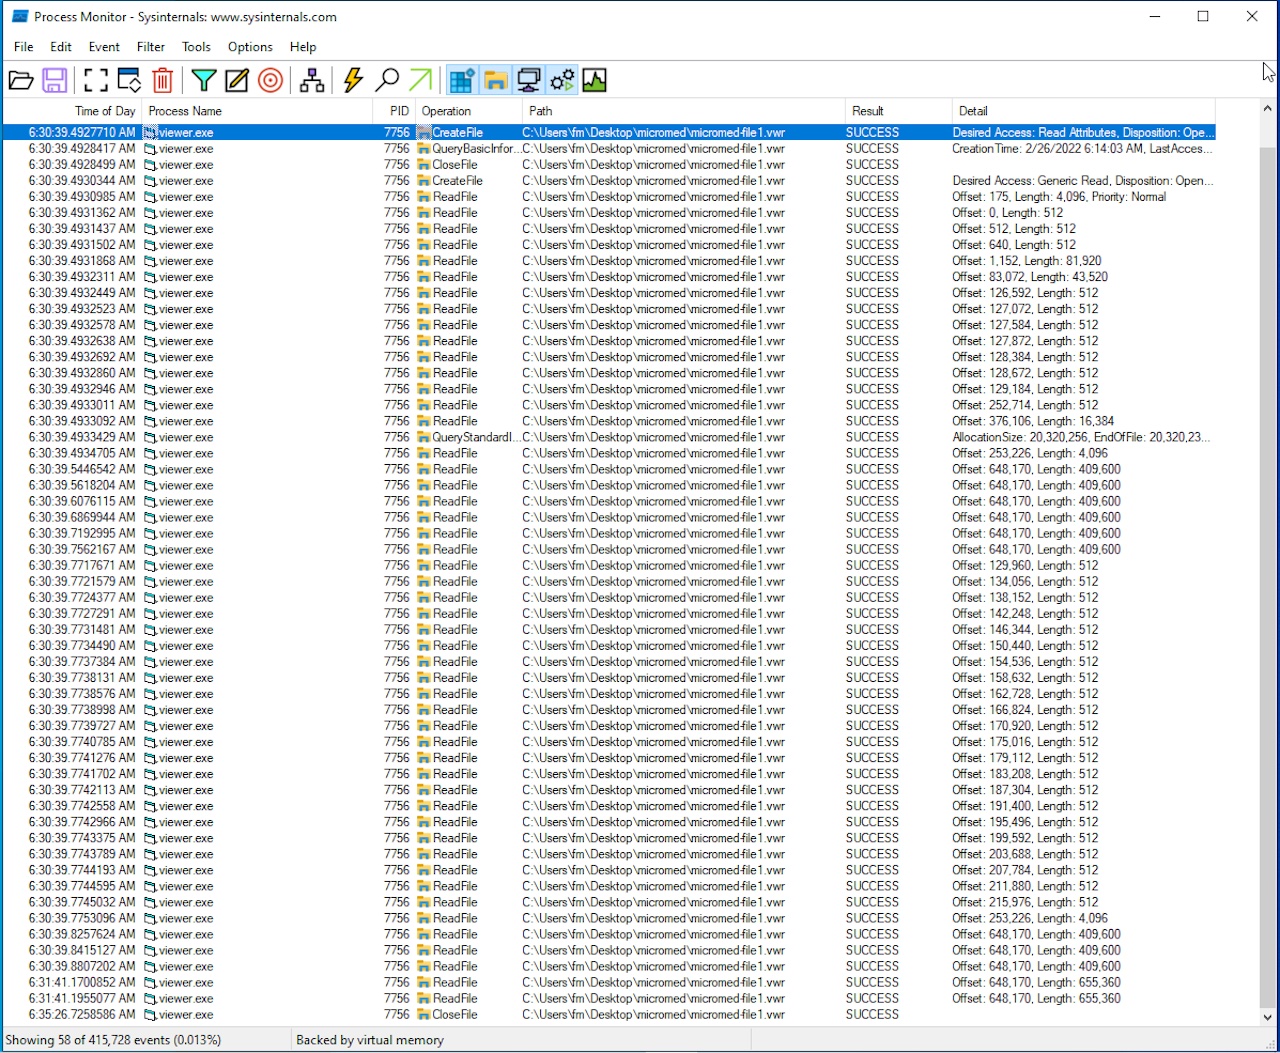 Process Monitor - Sysinternals: www.sysinternals.com
File Edit Event Filter Tools Options Help
Time of Day Process Name PID Operation Path Result Detail
6:30:39.4927710 AM viewer.exe 7756 CreateFile C:\Users\fm\Desktop\micromed\micromed-file1.vwr SUCCESS Desired Access: Read Attributes, Disposition: Ope...
6:30:39.4928417 AM viewer.exe 7756 QueryBasicInfor... C:\Users\fm\Desktop\micromed\micromed-file1.vwr SUCCESS CreationTime: 2/26/2022 6:14:03 AM, LastAcces...
6:30:39.4928499 AM viewer.exe 7756 CloseFile C:\Users\fm\Desktop\micromed\micromed-file1.vwr SUCCESS
6:30:39.4930344 AM viewer.exe 7756 CreateFile C:\Users\fm\Desktop\micromed\micromed-file1.vwr SUCCESS Desired Access: Generic Read, Disposition: Open...
6:30:39.4930985 AM viewer.exe 7756 ReadFile C:\Users\fm\Desktop\micromed\micromed-file1.vwr SUCCESS Offset: 175, Length: 4,096, Priority: Normal
6:30:39.4931362 AM viewer.exe 7756 ReadFile C:\Users\fm\Desktop\micromed\micromed-file1.vwr SUCCESS Offset: 0, Length: 512
6:30:39.4931437 AM viewer.exe 7756 ReadFile C:\Users\fm\Desktop\micromed\micromed-file1.vwr SUCCESS Offset: 512, Length: 512
6:30:39.4931502 AM viewer.exe 7756 ReadFile C:\Users\fm\Desktop\micromed\micromed-file1.vwr SUCCESS Offset: 640, Length: 512
6:30:39.4931868 AM viewer.exe 7756 ReadFile C:\Users\fm\Desktop\micromed\micromed-file1.vwr SUCCESS Offset: 1,152, Length: 81,920
6:30:39.4932311 AM viewer.exe 7756 ReadFile C:\Users\fm\Desktop\micromed\micromed-file1.vwr SUCCESS Offset: 83,072, Length: 43,520
6:30:39.4932449 AM viewer.exe 7756 ReadFile C:\Users\fm\Desktop\micromed\micromed-file1.vwr SUCCESS Offset: 126,592, Length: 512
6:30:39.4932523 AM viewer.exe 7756 ReadFile C:\Users\fm\Desktop\micromed\micromed-file1.vwr SUCCESS Offset: 127,072, Length: 512
6:30:39.4932578 AM viewer.exe 7756 ReadFile C:\Users\fm\Desktop\micromed\micromed-file1.vwr SUCCESS Offset: 127,584, Length: 512
6:30:39.4932638 AM viewer.exe 7756 ReadFile C:\Users\fm\Desktop\micromed\micromed-file1.vwr SUCCESS Offset: 127,872, Length: 512
6:30:39.4932692 AM viewer.exe 7756 ReadFile C:\Users\fm\Desktop\micromed\micromed-file1.vwr SUCCESS Offset: 128,384, Length: 512
6:30:39.4932860 AM viewer.exe 7756 ReadFile C:\Users\fm\Desktop\micromed\micromed-file1.vwr SUCCESS Offset: 128,672, Length: 512
6:30:39.4932946 AM viewer.exe 7756 ReadFile C:\Users\fm\Desktop\micromed\micromed-file1.vwr SUCCESS Offset: 129,184, Length: 512
6:30:39.4933011 AM viewer.exe 7756 ReadFile C:\Users\fm\Desktop\micromed\micromed-file1.vwr SUCCESS Offset: 252,714, Length: 512
6:30:39.4933092 AM viewer.exe 7756 ReadFile C:\Users\fm\Desktop\micromed\micromed-file1.vwr SUCCESS Offset: 376,106, Length: 16,384
6:30:39.4933429 AM viewer.exe 7756 QueryStandardI... C:\Users\fm\Desktop\micromed\micromed-file1.vwr SUCCESS AllocationSize: 20,320,256, EndOfFile: 20,320,23...
6:30:39.4934705 AM viewer.exe 7756 ReadFile C:\Users\fm\Desktop\micromed\micromed-file1.vwr SUCCESS Offset: 253,226, Length: 4,096
6:30:39.5446542 AM viewer.exe 7756 ReadFile C:\Users\fm\Desktop\micromed\micromed-file1.vwr SUCCESS Offset: 648,170, Length: 409,600
6:30:39.5618204 AM viewer.exe 7756 ReadFile C:\Users\fm\Desktop\micromed\micromed-file1.vwr SUCCESS Offset: 648,170, Length: 409,600
6:30:39.6076115 AM viewer.exe 7756 ReadFile C:\Users\fm\Desktop\micromed\micromed-file1.vwr SUCCESS Offset: 648,170, Length: 409,600
6:30:39.6869944 AM viewer.exe 7756 ReadFile C:\Users\fm\Desktop\micromed\micromed-file1.vwr SUCCESS Offset: 648,170, Length: 409,600
6:30:39.7192995 AM viewer.exe 7756 ReadFile C:\Users\fm\Desktop\micromed\micromed-file1.vwr SUCCESS Offset: 648,170, Length: 409,600
6:30:39.7562167 AM viewer.exe 7756 ReadFile C:\Users\fm\Desktop\micromed\micromed-file1.vwr SUCCESS Offset: 648,170, Length: 409,600
6:30:39.7717671 AM viewer.exe 7756 ReadFile C:\Users\fm\Desktop\micromed\micromed-file1.vwr SUCCESS Offset: 129,960, Length: 512
6:30:39.7721579 AM viewer.exe 7756 ReadFile C:\Users\fm\Desktop\micromed\micromed-file1.vwr SUCCESS Offset: 134,056, Length: 512
6:30:39.7724377 AM viewer.exe 7756 ReadFile C:\Users\fm\Desktop\micromed\micromed-file1.vwr SUCCESS Offset: 138,152, Length: 512
6:30:39.7727291 AM viewer.exe 7756 ReadFile C:\Users\fm\Desktop\micromed\micromed-file1.vwr SUCCESS Offset: 142,248, Length: 512
6:30:39.7731481 AM viewer.exe 7756 ReadFile C:\Users\fm\Desktop\micromed\micromed-file1.vwr SUCCESS Offset: 146,344, Length: 512
6:30:39.7734490 AM viewer.exe 7756 ReadFile C:\Users\fm\Desktop\micromed\micromed-file1.vwr SUCCESS Offset: 150,440, Length: 512
6:30:39.7737384 AM viewer.exe 7756 ReadFile C:\Users\fm\Desktop\micromed\micromed-file1.vwr SUCCESS Offset: 154,536, Length: 512
6:30:39.7738131 AM viewer.exe 7756 ReadFile C:\Users\fm\Desktop\micromed\micromed-file1.vwr SUCCESS Offset: 158,632, Length: 512
6:30:39.7738576 AM viewer.exe 7756 ReadFile C:\Users\fm\Desktop\micromed\micromed-file1.vwr SUCCESS Offset: 162,728, Length: 512
6:30:39.7738998 AM viewer.exe 7756 ReadFile C:\Users\fm\Desktop\micromed\micromed-file1.vwr SUCCESS Offset: 166,824, Length: 512
6:30:39.7739727 AM viewer.exe 7756 ReadFile C:\Users\fm\Desktop\micromed\micromed-file1.vwr SUCCESS Offset: 170,920, Length: 512
6:30:39.7740785 AM viewer.exe 7756 ReadFile C:\Users\fm\Desktop\micromed\micromed-file1.vwr SUCCESS Offset: 175,016, Length: 512
6:30:39.7741276 AM viewer.exe 7756 ReadFile C:\Users\fm\Desktop\micromed\micromed-file1.vwr SUCCESS Offset: 179,112, Length: 512
6:30:39.7741702 AM viewer.exe 7756 ReadFile C:\Users\fm\Desktop\micromed\micromed-file1.vwr SUCCESS Offset: 183,208, Length: 512
6:30:39.7742113 AM viewer.exe 7756 ReadFile C:\Users\fm\Desktop\micromed\micromed-file1.vwr SUCCESS Offset: 187,304, Length: 512
6:30:39.7742558 AM viewer.exe 7756 ReadFile C:\Users\fm\Desktop\micromed\micromed-file1.vwr SUCCESS Offset: 191,400, Length: 512
6:30:39.7742966 AM viewer.exe 7756 ReadFile C:\Users\fm\Desktop\micromed\micromed-file1.vwr SUCCESS Offset: 195,496, Length: 512
6:30:39.7743375 AM viewer.exe 7756 ReadFile C:\Users\fm\Desktop\micromed\micromed-file1.vwr SUCCESS Offset: 199,592, Length: 512
6:30:39.7743789 AM viewer.exe 7756 ReadFile C:\Users\fm\Desktop\micromed\micromed-file1.vwr SUCCESS Offset: 203,688, Length: 512
6:30:39.7744193 AM viewer.exe 7756 ReadFile C:\Users\fm\Desktop\micromed\micromed-file1.vwr SUCCESS Offset: 207,784, Length: 512
6:30:39.7744595 AM viewer.exe 7756 ReadFile C:\Users\fm\Desktop\micromed\micromed-file1.vwr SUCCESS Offset: 211,880, Length: 512
6:30:39.7745032 AM viewer.exe 7756 ReadFile C:\Users\fm\Desktop\micromed\micromed-file1.vwr SUCCESS Offset: 215,976, Length: 512
6:30:39.7753096 AM viewer.exe 7756 ReadFile C:\Users\fm\Desktop\micromed\micromed-file1.vwr SUCCESS Offset: 253,226, Length: 4,096
6:30:39.8257624 AM viewer.exe 7756 ReadFile C:\Users\fm\Desktop\micromed\micromed-file1.vwr SUCCESS Offset: 648,170, Length: 409,600
6:30:39.8415127 AM viewer.exe 7756 ReadFile C:\Users\fm\Desktop\micromed\micromed-file1.vwr SUCCESS Offset: 648,170, Length: 409,600
6:30:39.8807202 AM viewer.exe 7756 ReadFile C:\Users\fm\Desktop\micromed\micromed-file1.vwr SUCCESS Offset: 648,170, Length: 409,600
6:31:41.1700852 AM viewer.exe 7756 ReadFile C:\Users\fm\Desktop\micromed\micromed-file1.vwr SUCCESS Offset: 648,170, Length: 655,360
6:31:41.1955077 AM viewer.exe 7756 ReadFile C:\Users\fm\Desktop\micromed\micromed-file1.vwr SUCCESS Offset: 648,170, Length: 655,360
6:35:26.7258586 AM viewer.exe 7756 CloseFile C:\Users\fm\Desktop\micromed\micromed-file1.vwr SUCCESS
Showing 58 of 415,728 events (0.013%) Backed by virtual memory